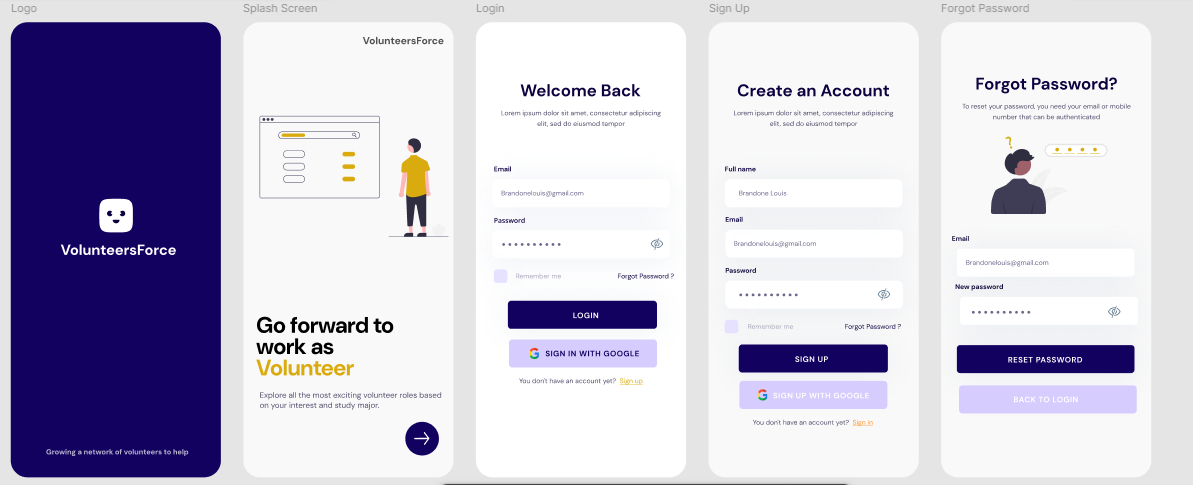 Logo
VolunteersForce
Growing a network of volunteers to help
Splash Screen
VolunteersForce
Go forward to
work as
Volunteer
Explore all the most exciting volunteer roles based
on your interest and study major.
Login
Welcome Back
Lorem ipsum dolor sit amet, consectetur adipiscing
elit, sed do eiusmod tempor
Email
Brandonelouis@gmail.com
Password
Remember me
Forgot Password ?
LOGIN
SIGN IN WITH GOOGLE
You don't have an account yet? Sign up
Sign Up
Create an Account
Lorem ipsum dolor sit amet, consectetur adipiscing
elit, sed do eiusmod tempor
Full name
Brandone Louis
Email
Brandonelouis@gmail.com
Password
Remember me
Forgot Password ?
SIGN UP
SIGN UP WITH GOOGLE
You don't have an account yet? Sign In
Forgot Password
Forgot Password?
To reset your password, you need your email or mobile
number that can be authenticated
?
Email
Brandonelouis@gmail.com
New password
RESET PASSWORD
BACK TO LOGIN